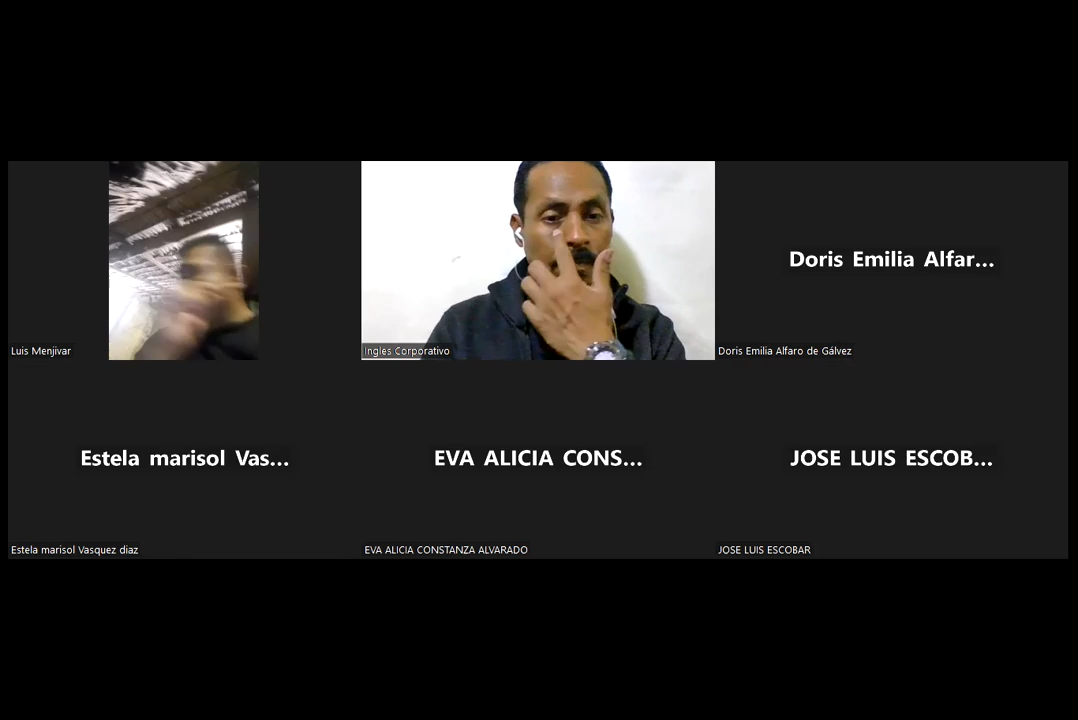 Luis Menjivar
Ingles Corporativo
Doris Emilia Alfar...
Doris Emilia Alfaro de Gálvez
Estela marisol Vas...
EVA ALICIA CONS...
JOSE LUIS ESCOB...
Estela marisol Vasquez diaz
EVA ALICIA CONSTANZA ALVARADO
JOSE LUIS ESCOBAR